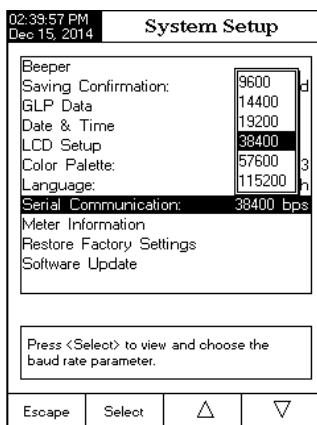 02:39:57 PM
Dec 15, 2014
System Setup
Beeper
Saving Confirmation: d
GLP Data
Date & Time
LCD Setup
Color Palette: 3
Language: h
Serial Communication: 38400 bps
Meter Information
Restore Factory Settings
Software Update
9600
14400
19200
38400
57600
115200
Press <Select> to view and choose the
baud rate parameter.
Escape Select △ ▽